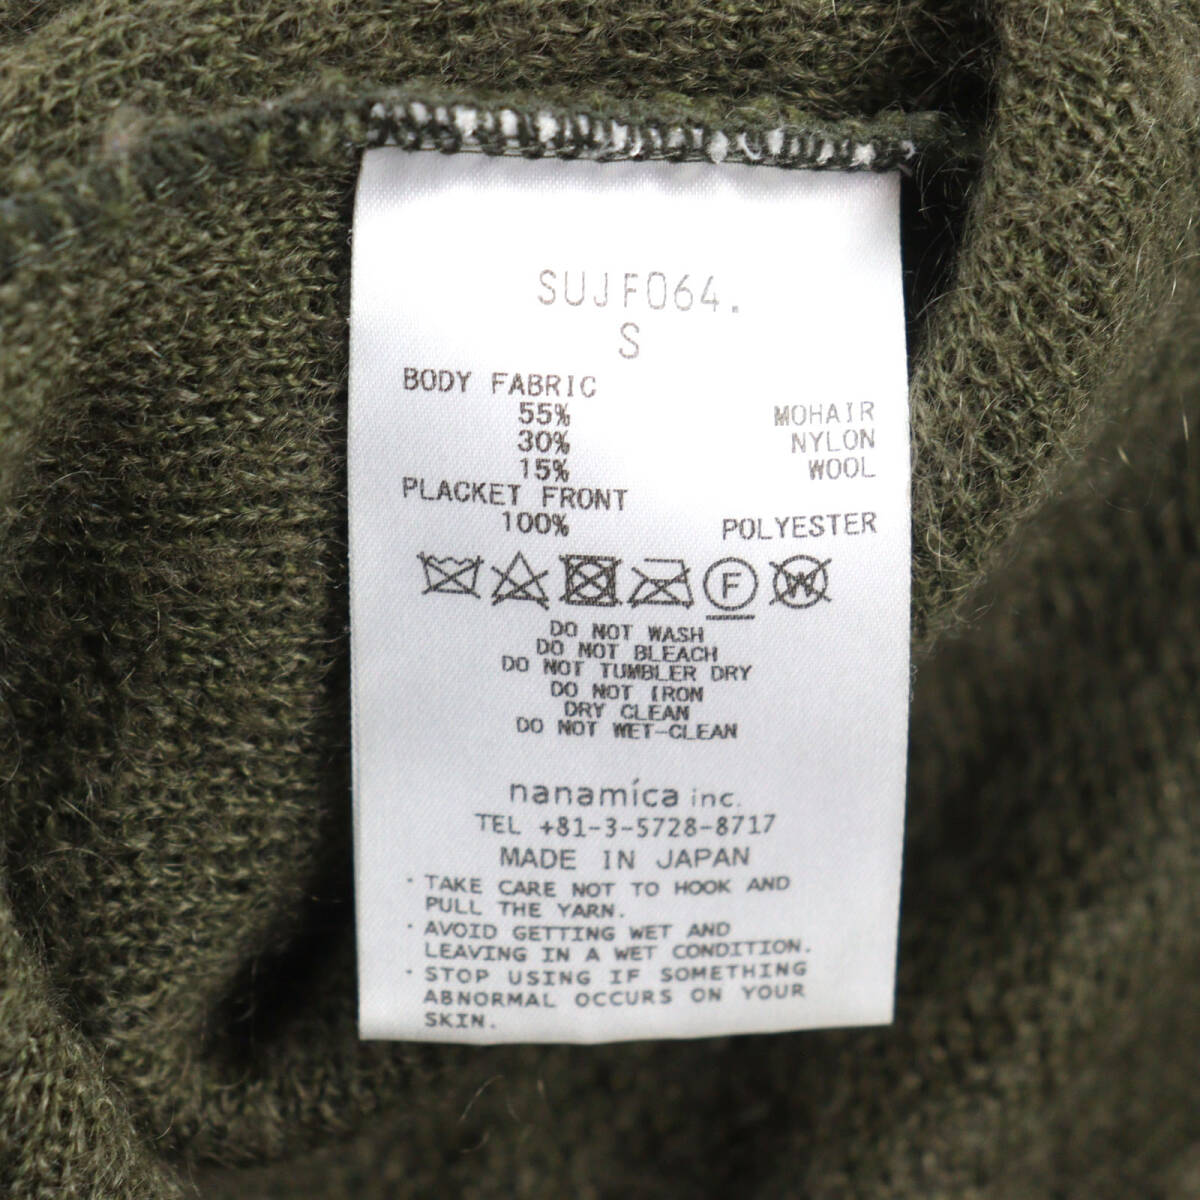 SUJF064.
S
BODY FABRIC
55% MOHAIR
30% NYLON
15% WOOL
PLACKET FRONT
100% POLYESTER
F W
DO NOT WASH
DO NOT BLEACH
DO NOT TUMBLER DRY
DO NOT IRON
DRY CLEAN
DO NOT WET-CLEAN
nanamica inc.
TEL +81-3-5728-8717
MADE IN JAPAN
・TAKE CARE NOT TO HOOK AND
PULL THE YARN.
・AVOID GETTING WET AND
LEAVING IN A WET CONDITION.
・STOP USING IF SOMETHING
ABNORMAL OCCURS ON YOUR
SKIN.